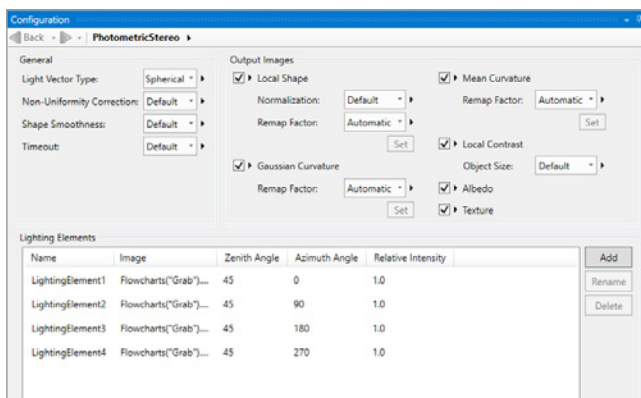 Configuration
Back PhotometricStereo
General
Light Vector Type: Spherical
Non-Uniformity Correction: Default
Shape Smoothness: Default
Timeout: Default
Output Images
Local Shape
Normalization: Default
Remap Factor: Automatic
Set
Gaussian Curvature
Remap Factor: Automatic
Set
Mean Curvature
Remap Factor: Automatic
Set
Local Contrast
Object Size: Default
Albedo
Texture
Lighting Elements
Name Image Zenith Angle Azimuth Angle Relative Intensity
LightingElement1 Flowcharts("Grab").... 45 0 1.0
LightingElement2 Flowcharts("Grab").... 45 90 1.0
LightingElement3 Flowcharts("Grab").... 45 180 1.0
LightingElement4 Flowcharts("Grab").... 45 270 1.0
Add
Rename
Delete